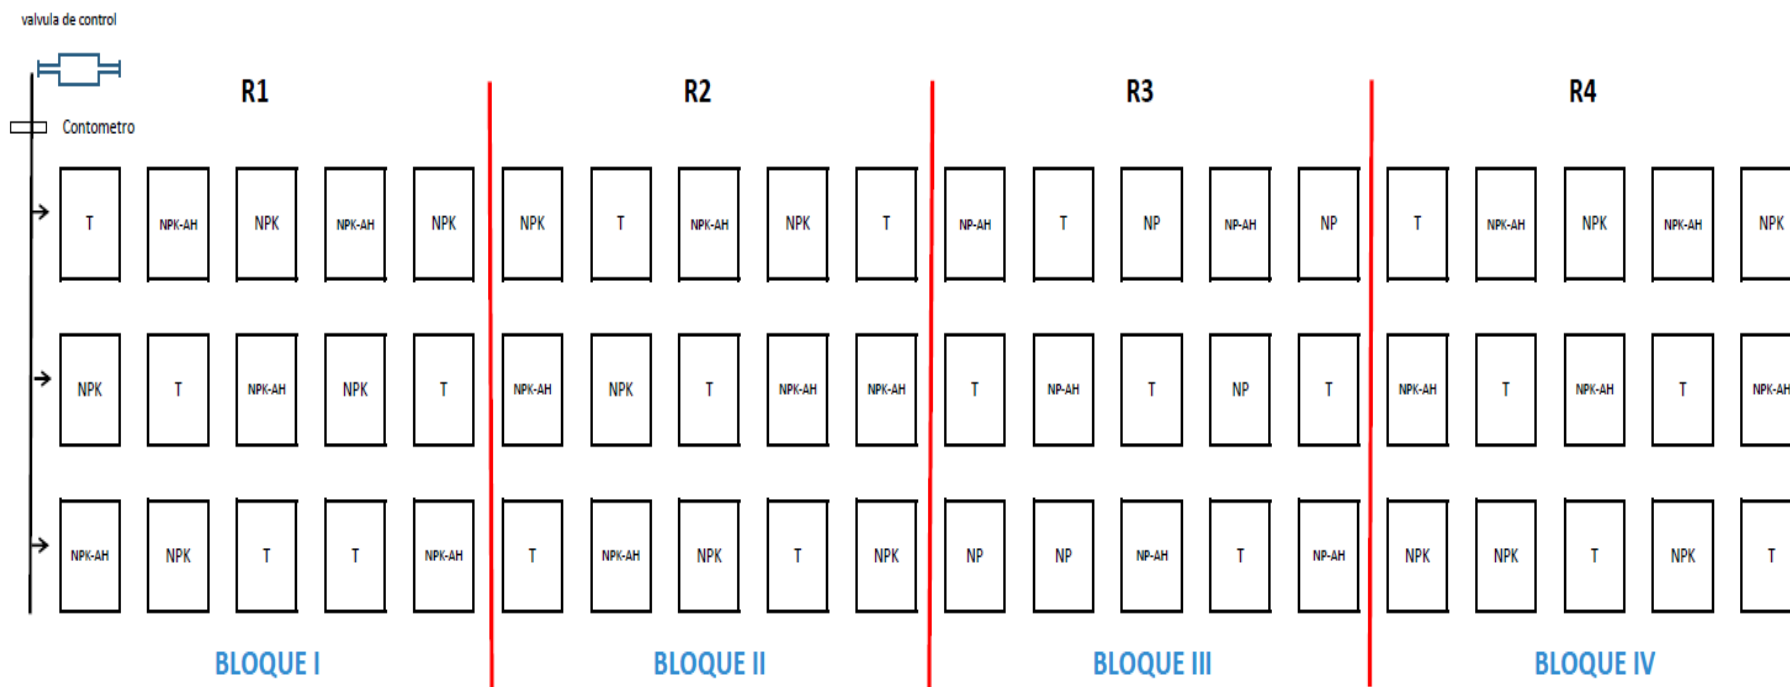 valvula de control
R1 R2 R3 R4
Contometro
T NPK-AH NPK NPK-AH NPK NPK T NPK-AH NPK T NP-AH T NP NP-AH NP T NPK-AH NPK NPK-AH NPK
NPK T NPK-AH NPK T NPK-AH NPK T NPK-AH NPK-AH T NP-AH T NP T NPK-AH T NPK-AH T NPK-AH
NPK-AH NPK T T NPK-AH T NPK-AH NPK T NPK NP NP NP-AH T NP-AH NPK NPK T NPK T
BLOQUE I BLOQUE II BLOQUE III BLOQUE IV